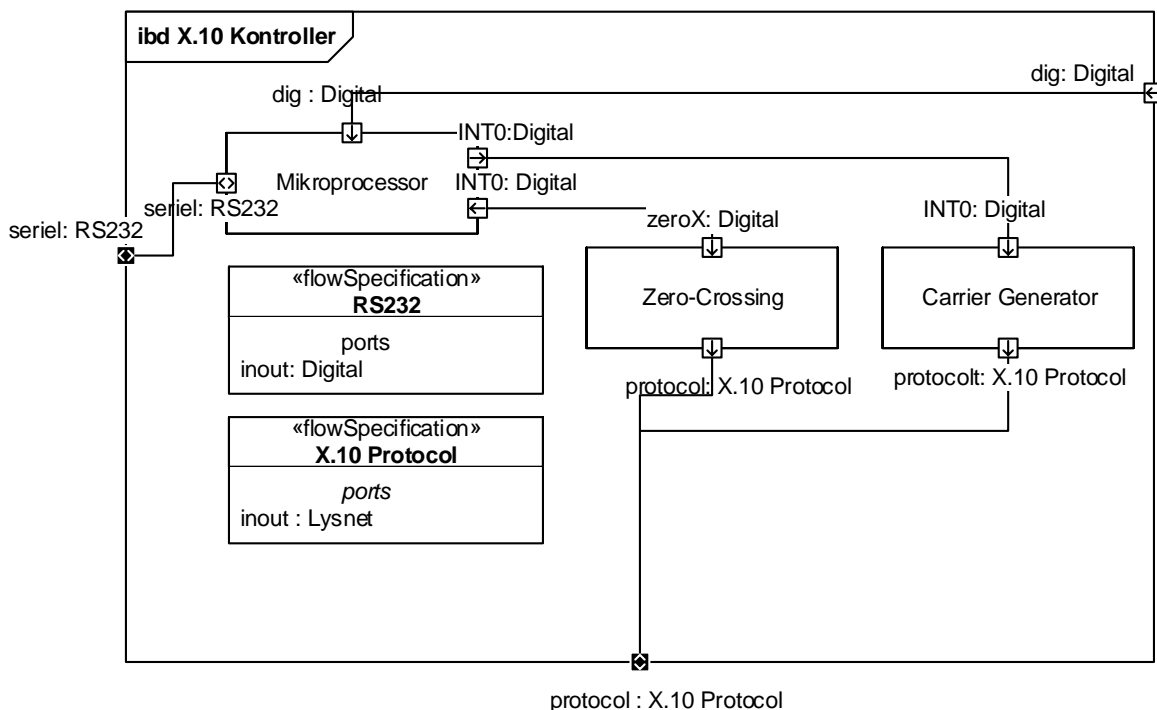 ibd X.10 Kontroller
dig: Digital
dig : Digital
INT0:Digital
Mikroprocessor
INT0: Digital
seriel: RS232
seriel: RS232
zeroX: Digital
INT0: Digital
Zero-Crossing
Carrier Generator
«flowSpecification»
RS232
ports
inout: Digital
protocol: X.10 Protocol
protocolt: X.10 Protocol
«flowSpecification»
X.10 Protocol
ports
inout : Lysnet
protocol : X.10 Protocol